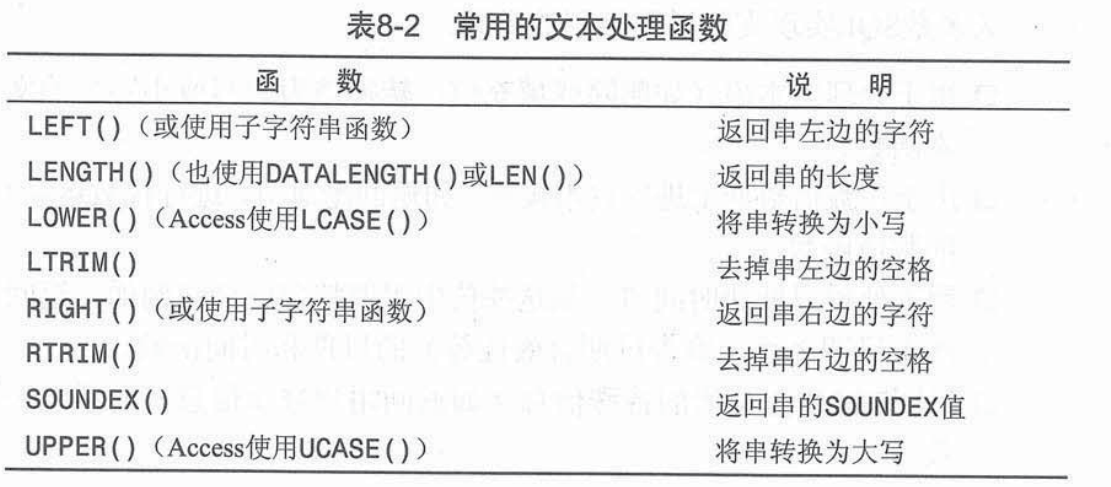 表8-2 常用的文本处理函数
函 数 说 明
LEFT()（或使用子字符串函数） 返回串左边的字符
LENGTH()（也使用DATALENGTH()或LEN()） 返回串的长度
LOWER()（Access使用LCASE()） 将串转换为小写
LTRIM() 去掉串左边的空格
RIGHT()（或使用子字符串函数） 返回串右边的字符
RTRIM() 去掉串右边的空格
SOUNDEX() 返回串的SOUNDEX值
UPPER()（Access使用UCASE()） 将串转换为大写